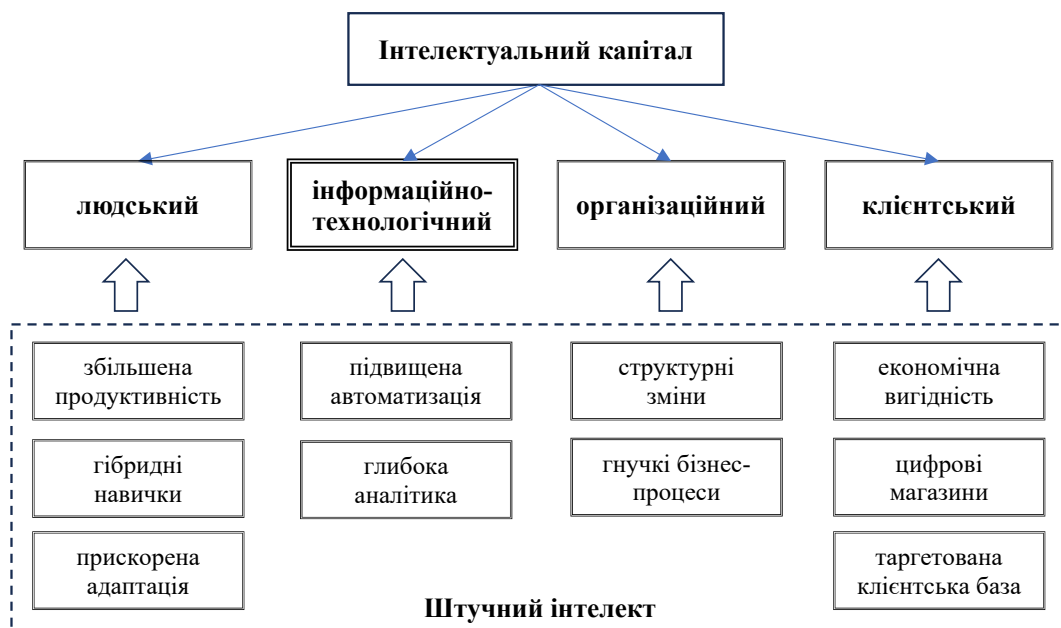 Інтелектуальний капітал
людський
інформаційно-
технологічний
організаційний
клієнтський
збільшена
продуктивність
підвищена
автоматизація
структурні
зміни
економічна
вигідність
гібридні
навички
глибока
аналітика
гнучкі бізнес-
процеси
цифрові
магазини
прискорена
адаптація
таргетована
клієнтська база
Штучний інтелект